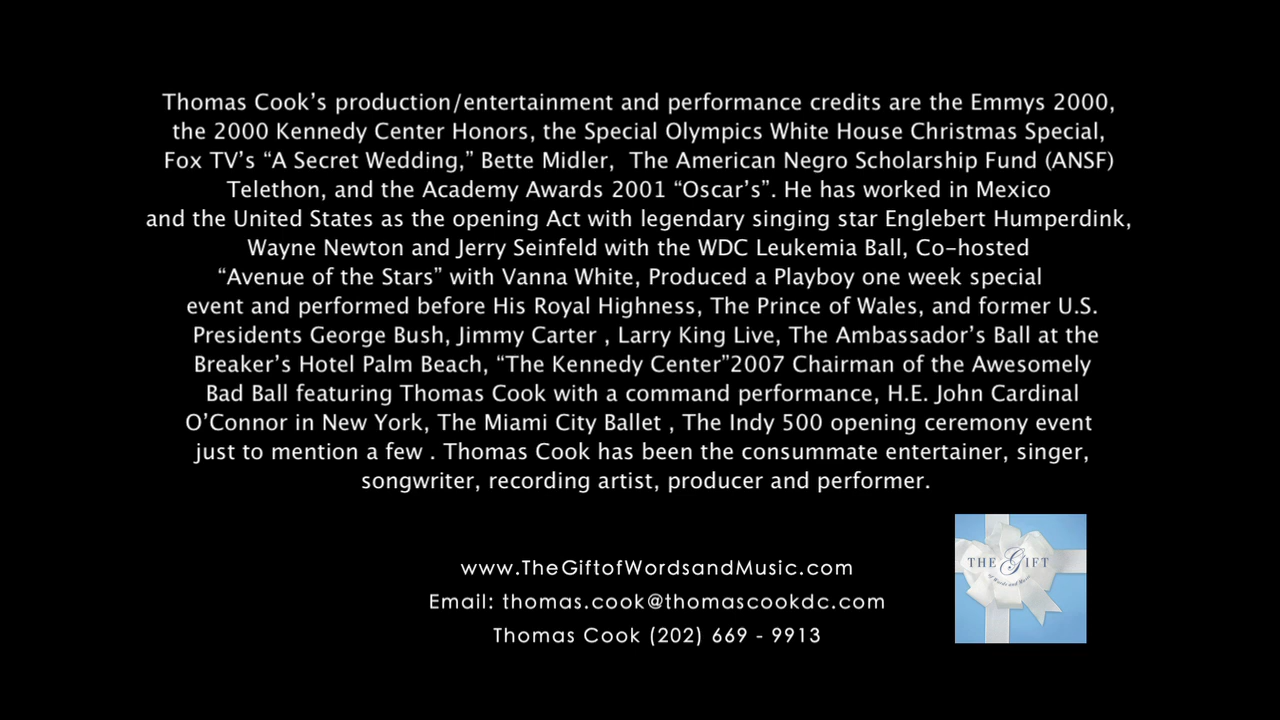 Thomas Cook’s production/entertainment and performance credits are the Emmys 2000,
the 2000 Kennedy Center Honors, the Special Olympics White House Christmas Special,
Fox TV’s “A Secret Wedding,” Bette Midler,  The American Negro Scholarship Fund (ANSF)
Telethon, and the Academy Awards 2001 “Oscar’s”. He has worked in Mexico
and the United States as the opening Act with legendary singing star Englebert Humperdink,
Wayne Newton and Jerry Seinfeld with the WDC Leukemia Ball, Co-hosted
“Avenue of the Stars” with Vanna White, Produced a Playboy one week special
event and performed before His Royal Highness, The Prince of Wales, and former U.S.
Presidents George Bush, Jimmy Carter , Larry King Live, The Ambassador’s Ball at the
Breaker’s Hotel Palm Beach, “The Kennedy Center”2007 Chairman of the Awesomely
Bad Ball featuring Thomas Cook with a command performance, H.E. John Cardinal
O’Connor in New York, The Miami City Ballet , The Indy 500 opening ceremony event
just to mention a few . Thomas Cook has been the consummate entertainer, singer,
songwriter, recording artist, producer and performer.
THE GIFT
of Words and Music
www.TheGiftofWordsandMusic.com
Email: thomas.cook@thomascookdc.com
Thomas Cook (202) 669 - 9913